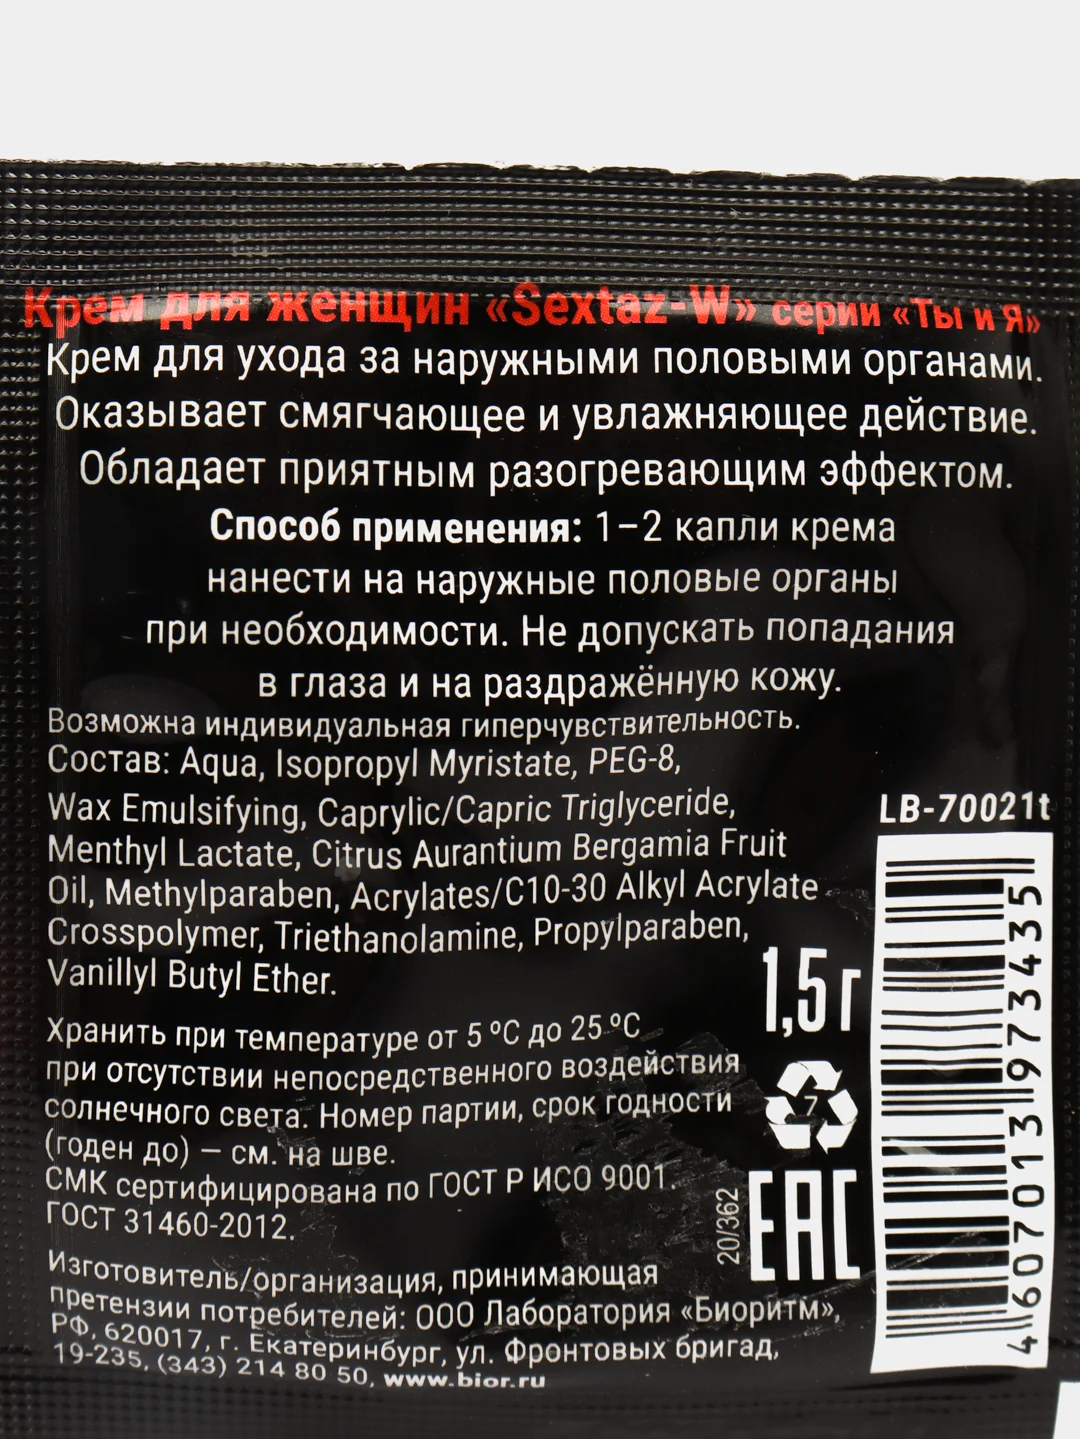 Крем для женщин «Sextaz-W» серии «Ты и Я»
Крем для ухода за наружными половыми органами.
Оказывает смягчающее и увлажняющее действие.
Обладает приятным разогревающим эффектом.
Способ применения: 1–2 капли крема
нанести на наружные половые органы
при необходимости. Не допускать попадания
в глаза и на раздражённую кожу.
Возможна индивидуальная гиперчувствительность.
Состав: Aqua, Isopropyl Myristate, PEG-8,
Wax Emulsifying, Caprylic/Capric Triglyceride,
Menthyl Lactate, Citrus Aurantium Bergamia Fruit
Oil, Methylparaben, Acrylates/C10-30 Alkyl Acrylate
Crosspolymer, Triethanolamine, Propylparaben,
Vanillyl Butyl Ether.
LB-70021t
4607013973435
1,5 г
7
EAC
20/362
Хранить при температуре от 5 ºС до 25 ºС
при отсутствии непосредственного воздействия
солнечного света. Номер партии, срок годности
(годен до) – см. на шве.
СМК сертифицирована по ГОСТ Р ИСО 9001.
ГОСТ 31460-2012.
Изготовитель/организация, принимающая
претензии потребителей: ООО Лаборатория «Биоритм»,
РФ, 620017, г. Екатеринбург, ул. Фронтовых бригад,
19-235, (343) 214 80 50, www.bior.ru